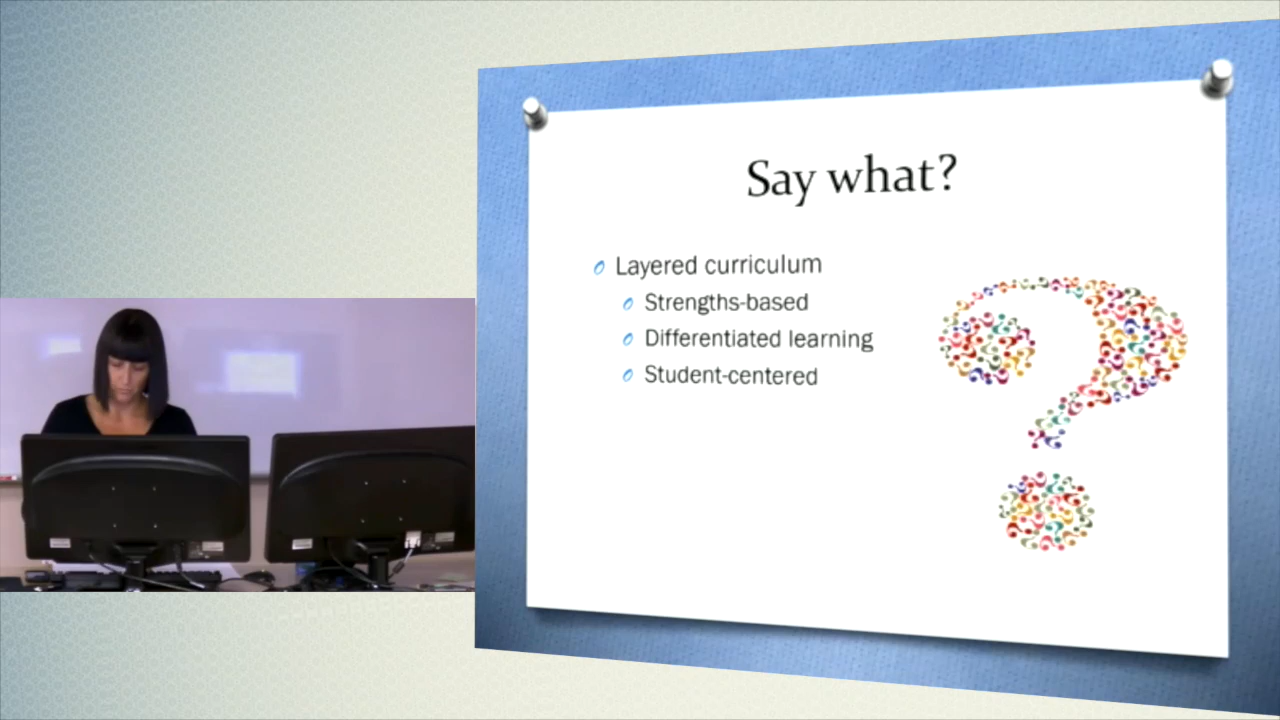 Say what?
Layered curriculum
Strengths-based
Differentiated learning
Student-centered